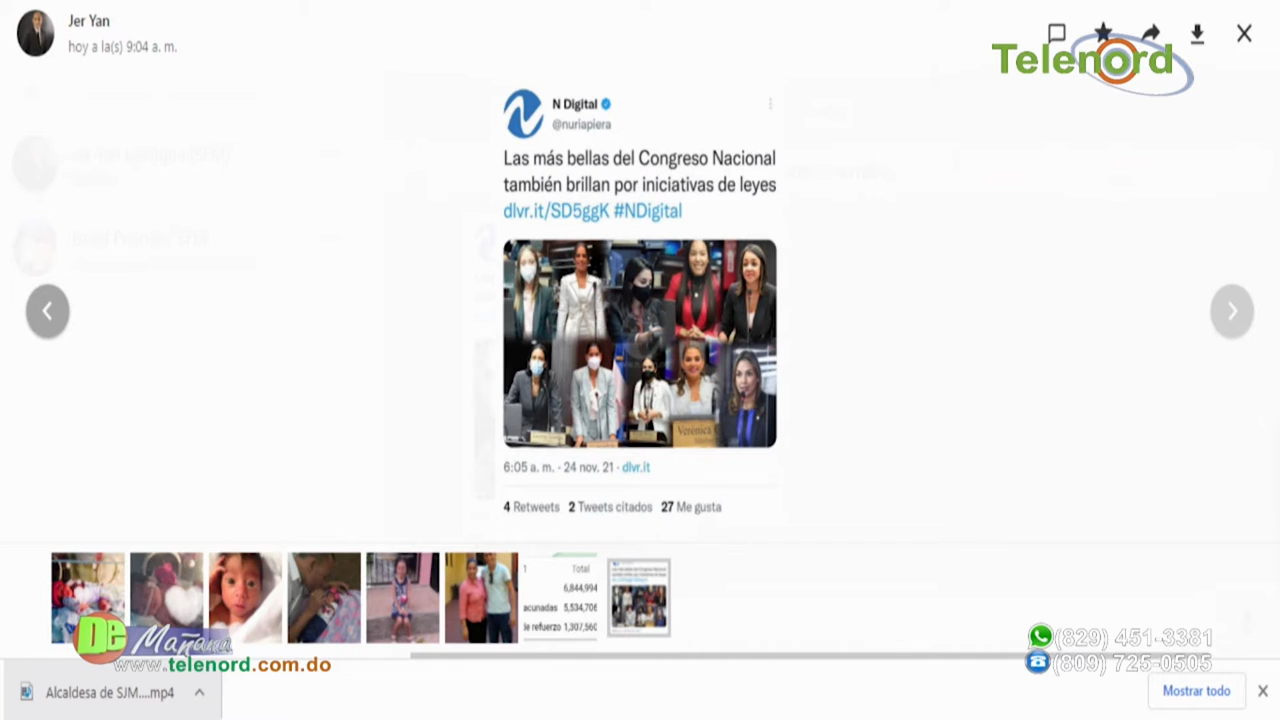 Jer Yan
hoy a la(s) 9:04 a. m.
Telenord
N Digital
@nuriapiera
Las más bellas del Congreso Nacional
también brillan por iniciativas de leyes
dlvr.it/SD5ggK #NDigital
6:05 a. m. · 24 nov. 21 · dlvr.it
4 Retweets 2 Tweets citados 27 Me gusta
1 Total
6,844,994
acunadas 5,534,706
le refuerzo 1,307,560
De Mañana
www.telenord.com.do
(829) 451-3381
(809) 725-0505
Alcaldesa de SJM....mp4
Mostrar todo